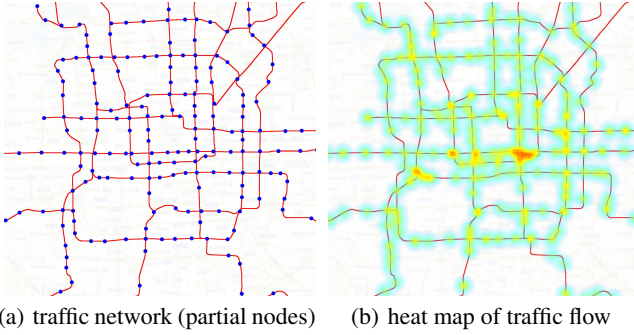 (a) traffic network (partial nodes)
(b) heat map of traffic flow